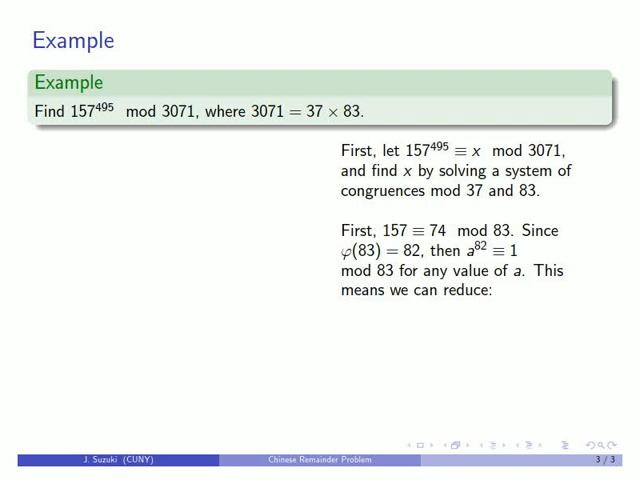 Example
Example
Find 157^495 mod 3071, where 3071 = 37 × 83.
First, let 157^495 ≡ x mod 3071,
and find x by solving a system of
congruences mod 37 and 83.
First, 157 ≡ 74 mod 83. Since
φ(83) = 82, then a^82 ≡ 1
mod 83 for any value of a. This
means we can reduce:
J. Suzuki (CUNY) Chinese Remainder Problem 3 / 3